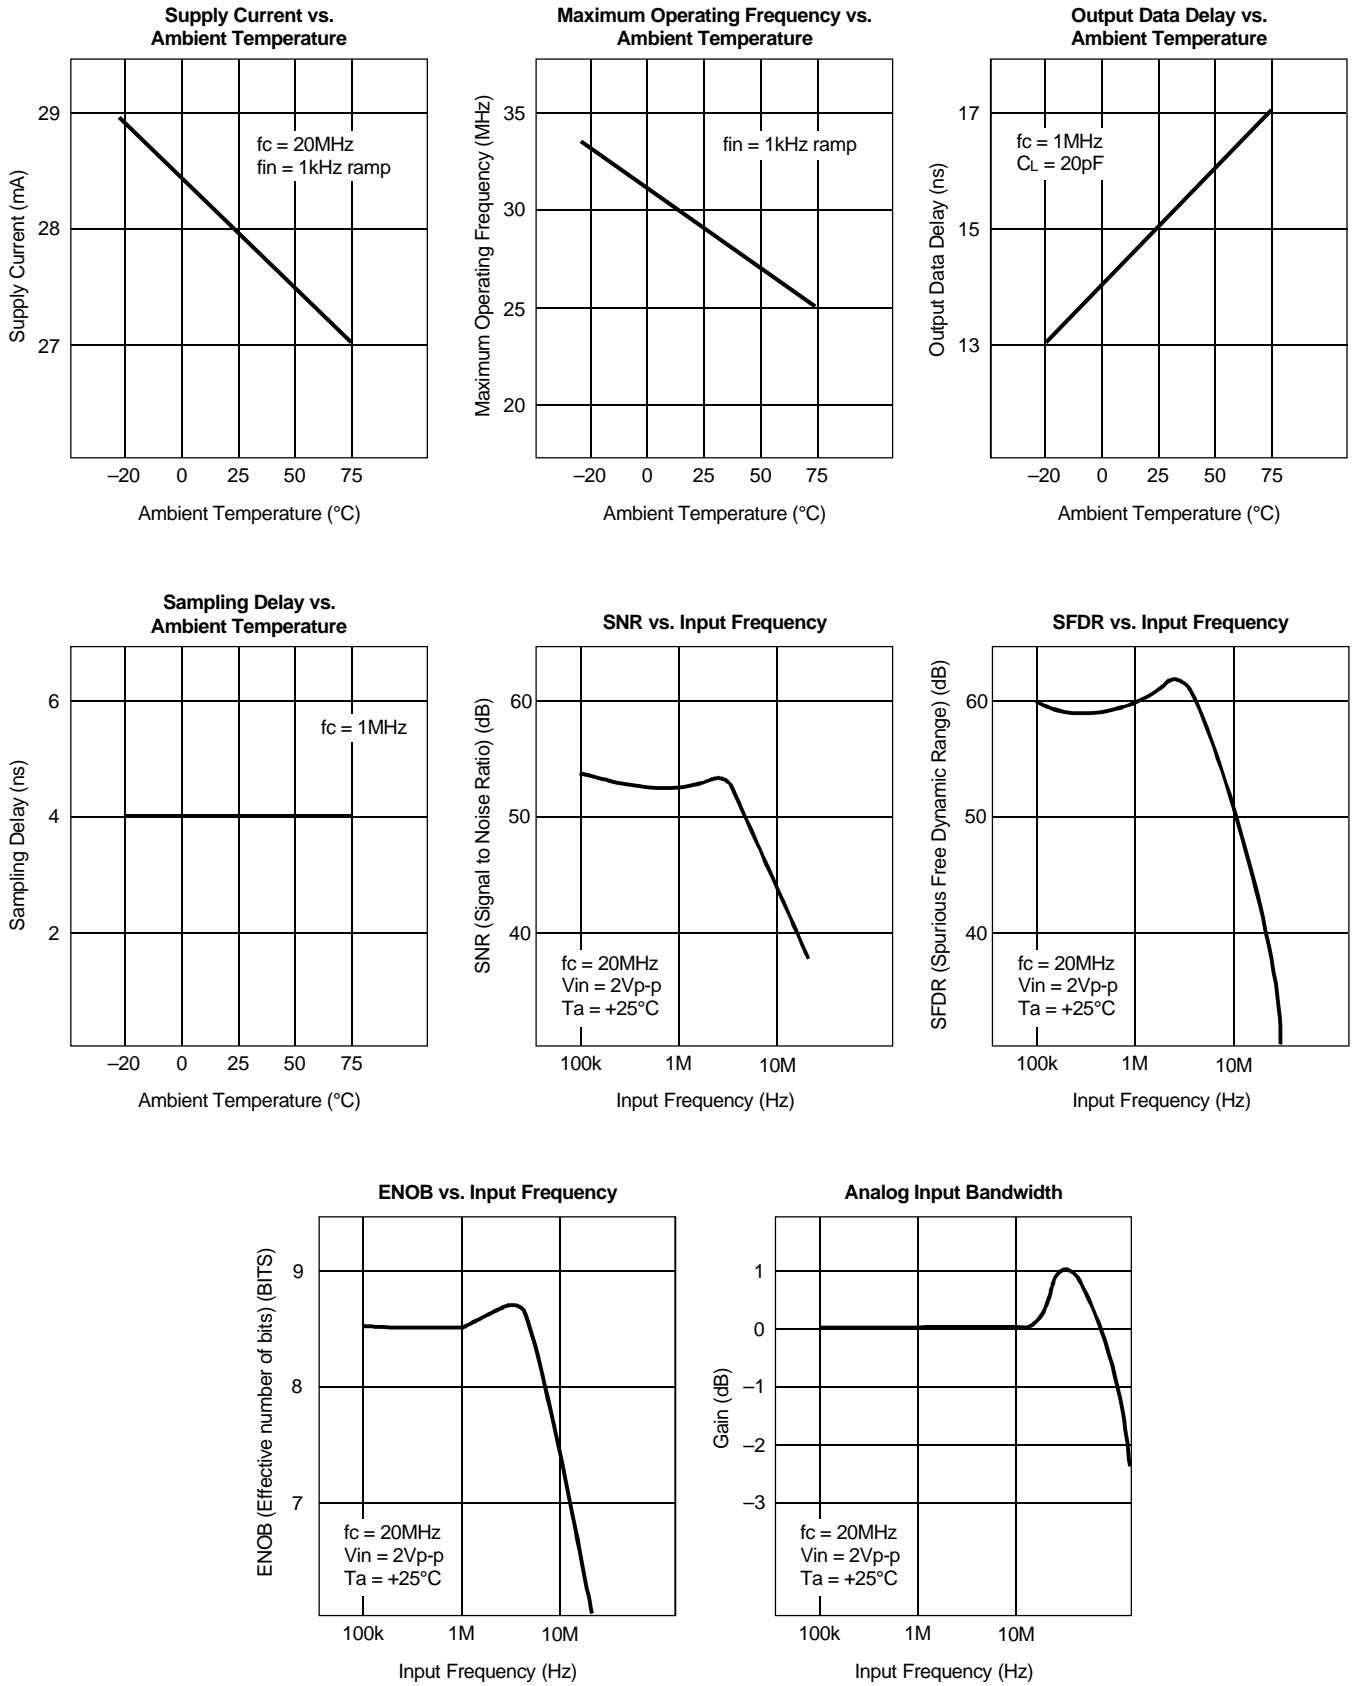 Supply Current vs.
Ambient Temperature
Supply Current (mA)
29
28
27
fc = 20MHz
fin = 1kHz ramp
–20 0 25 50 75
Ambient Temperature (°C)
Maximum Operating Frequency vs.
Ambient Temperature
Maximum Operating Frequency (MHz)
35
30
25
20
fin = 1kHz ramp
–20 0 25 50 75
Ambient Temperature (°C)
Output Data Delay vs.
Ambient Temperature
Output Data Delay (ns)
17
15
13
fc = 1MHz
CL = 20pF
–20 0 25 50 75
Ambient Temperature (°C)
Sampling Delay vs.
Ambient Temperature
Sampling Delay (ns)
6
4
2
fc = 1MHz
–20 0 25 50 75
Ambient Temperature (°C)
SNR vs. Input Frequency
SNR (Signal to Noise Ratio) (dB)
60
50
40
fc = 20MHz
Vin = 2Vp-p
Ta = +25°C
100k 1M 10M
Input Frequency (Hz)
SFDR vs. Input Frequency
SFDR (Spurious Free Dynamic Range) (dB)
60
50
40
fc = 20MHz
Vin = 2Vp-p
Ta = +25°C
100k 1M 10M
Input Frequency (Hz)
ENOB vs. Input Frequency
ENOB (Effective number of bits) (BITS)
9
8
7
fc = 20MHz
Vin = 2Vp-p
Ta = +25°C
100k 1M 10M
Input Frequency (Hz)
Analog Input Bandwidth
Gain (dB)
1
0
–1
–2
–3
fc = 20MHz
Vin = 2Vp-p
Ta = +25°C
100k 1M 10M
Input Frequency (Hz)